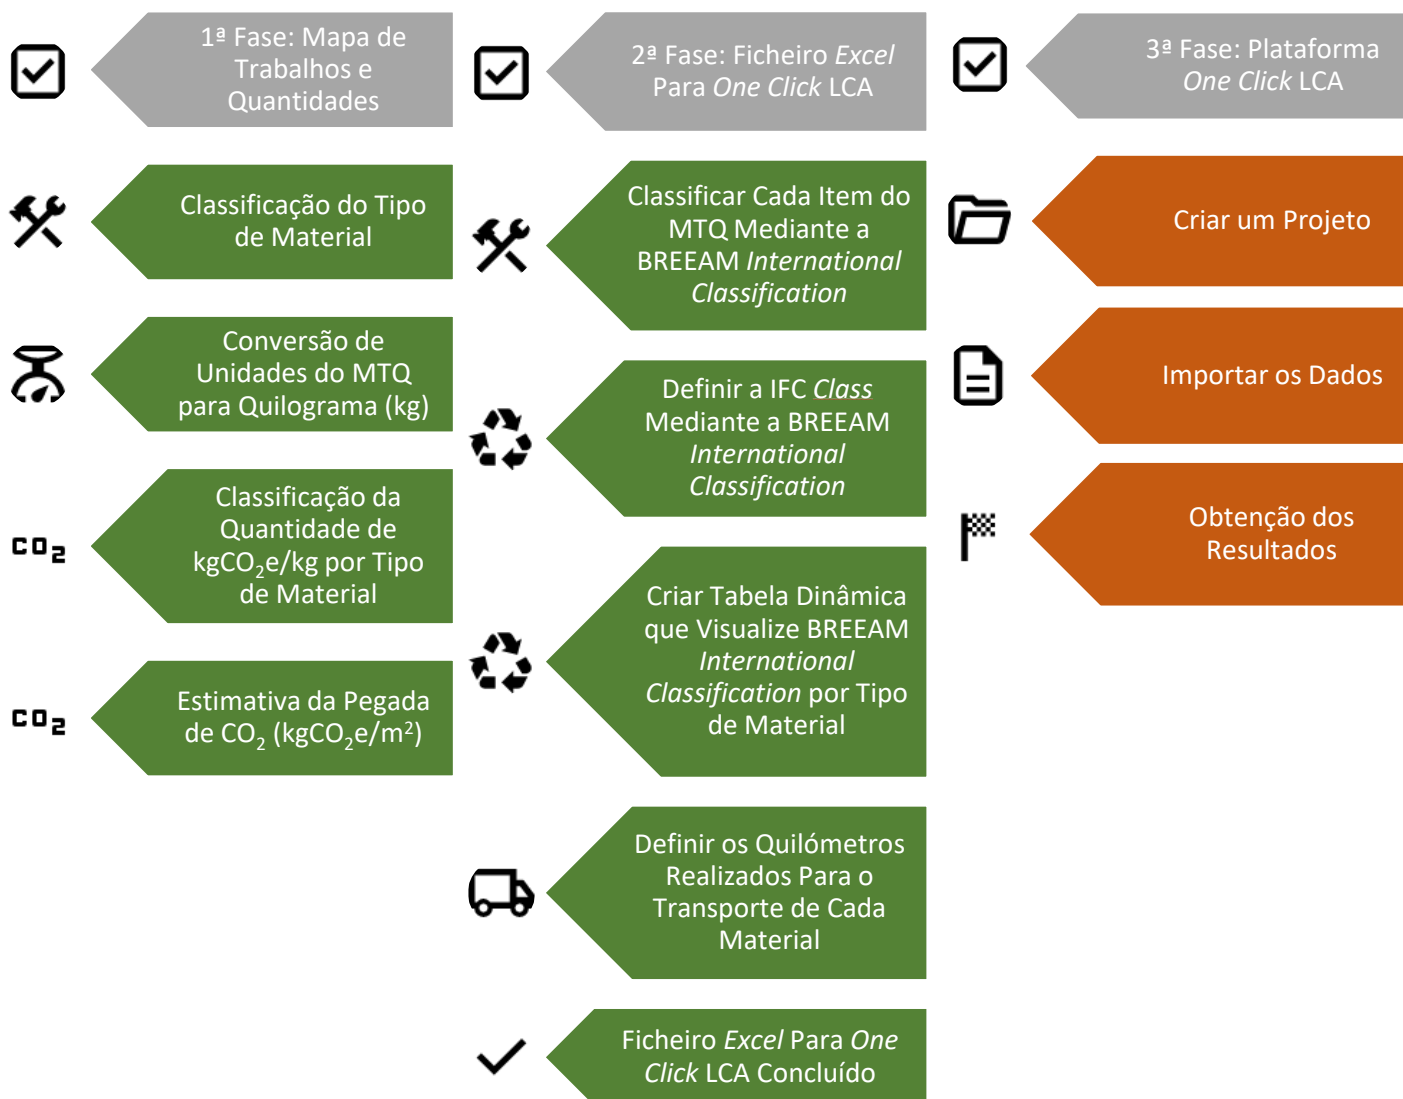 1ª Fase: Mapa de
Trabalhos e
Quantidades
Classificação do Tipo
de Material
Conversão de
Unidades do MTQ
para Quilograma (kg)
Classificação da
Quantidade de
kgCO₂e/kg por Tipo
de Material
CO₂
Estimativa da Pegada
de CO₂ (kgCO₂e/m²)
CO₂
2ª Fase: Ficheiro Excel
Para One Click LCA
Classificar Cada Item do
MTQ Mediante a
BREEAM International
Classification
Definir a IFC Class
Mediante a BREEAM
International
Classification
Criar Tabela Dinâmica
que Visualize BREEAM
International
Classification por Tipo
de Material
Definir os Quilómetros
Realizados Para o
Transporte de Cada
Material
Ficheiro Excel Para One
Click LCA Concluído
3ª Fase: Plataforma
One Click LCA
Criar um Projeto
Importar os Dados
Obtenção dos
Resultados